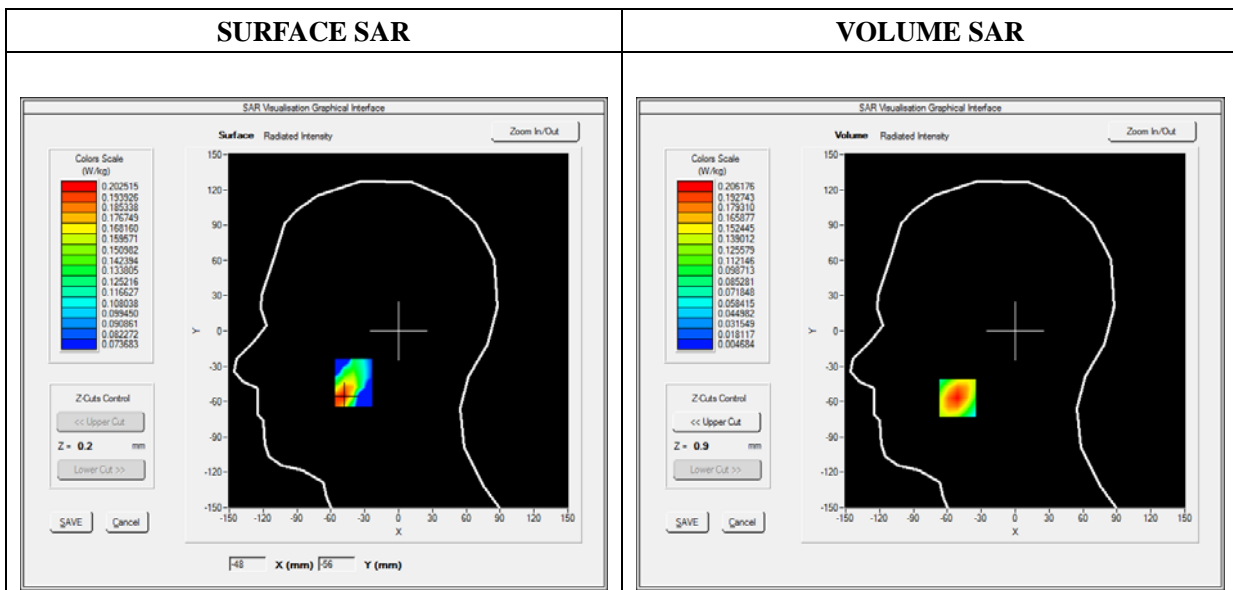 SURFACE SAR
VOLUME SAR
SAR Visualisation Graphical Interface
Surface Radiated Intensity
Zoom In/Out
Colors Scale
(W/kg)
0.202515
0.193926
0.185338
0.176749
0.168160
0.159571
0.150982
0.142394
0.133805
0.125216
0.116627
0.108038
0.099450
0.090861
0.082272
0.073683
150
120
90
60
30
0
-30
-60
-90
-120
-150
Y
-150 -120 -90 -60 -30 0 30 60 90 120 150
X
Z-Cuts Control
<< Upper Cut
Z = 0.2 mm
Lower Cut >>
SAVE Cancel
-48 X (mm) -56 Y (mm)
SAR Visualisation Graphical Interface
Volume Radiated Intensity
Zoom In/Out
Colors Scale
(W/kg)
0.206176
0.192743
0.179310
0.165877
0.152445
0.139012
0.125579
0.112146
0.098713
0.085281
0.071848
0.058415
0.044982
0.031549
0.018117
0.004684
150
120
90
60
30
0
-30
-60
-90
-120
-150
Y
-150 -120 -90 -60 -30 0 30 60 90 120 150
X
Z-Cuts Control
<< Upper Cut
Z = 0.9 mm
Lower Cut >>
SAVE Cancel